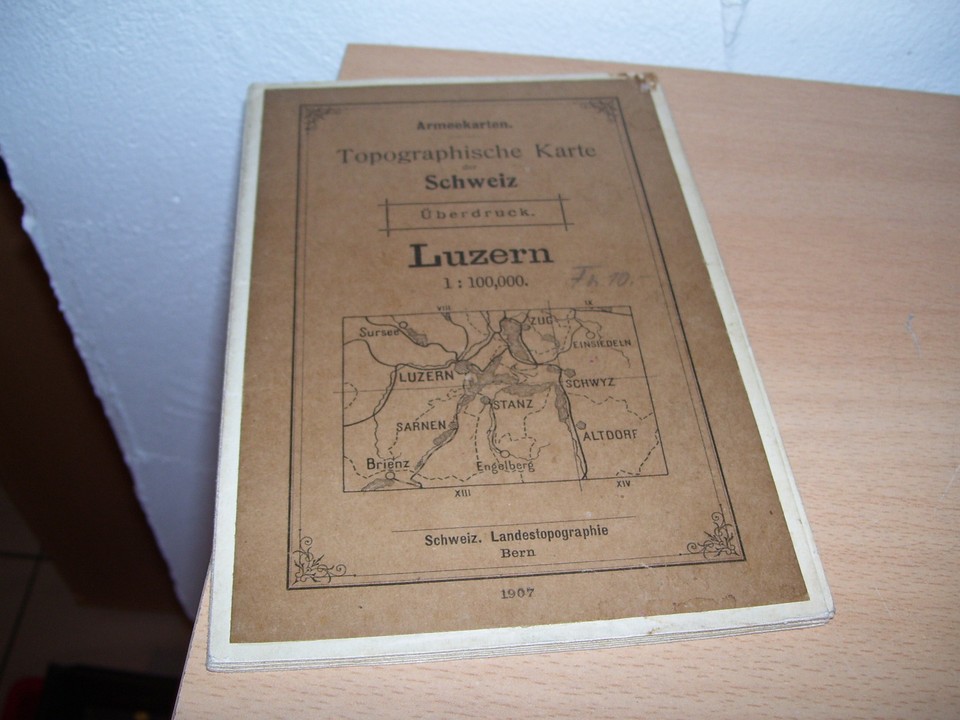 Armeekarten.
Topographische Karte
der
Schweiz
Überdruck.
Luzern
1 : 100,000.
VIII
IX
Sursee
ZUG
EINSIEDELN
LUZERN
SCHWYZ
STANZ
SARNEN
ALTDORF
Brienz
Engelberg
XIII
XIV
Schweiz. Landestopographie
Bern
1907